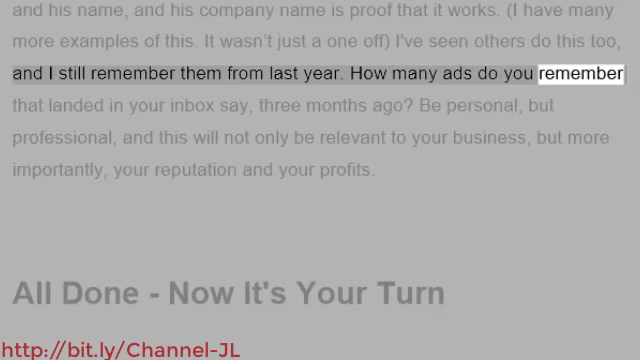 and his name, and his company name is proof that it works. (I have many
more examples of this. It wasn't just a one off) I've seen others do this too,
and I still remember them from last year. How many ads do you remember
that landed in your inbox say, three months ago? Be personal, but
professional, and this will not only be relevant to your business, but more
importantly, your reputation and your profits.
All Done - Now It's Your Turn
http://bit.ly/Channel-JL